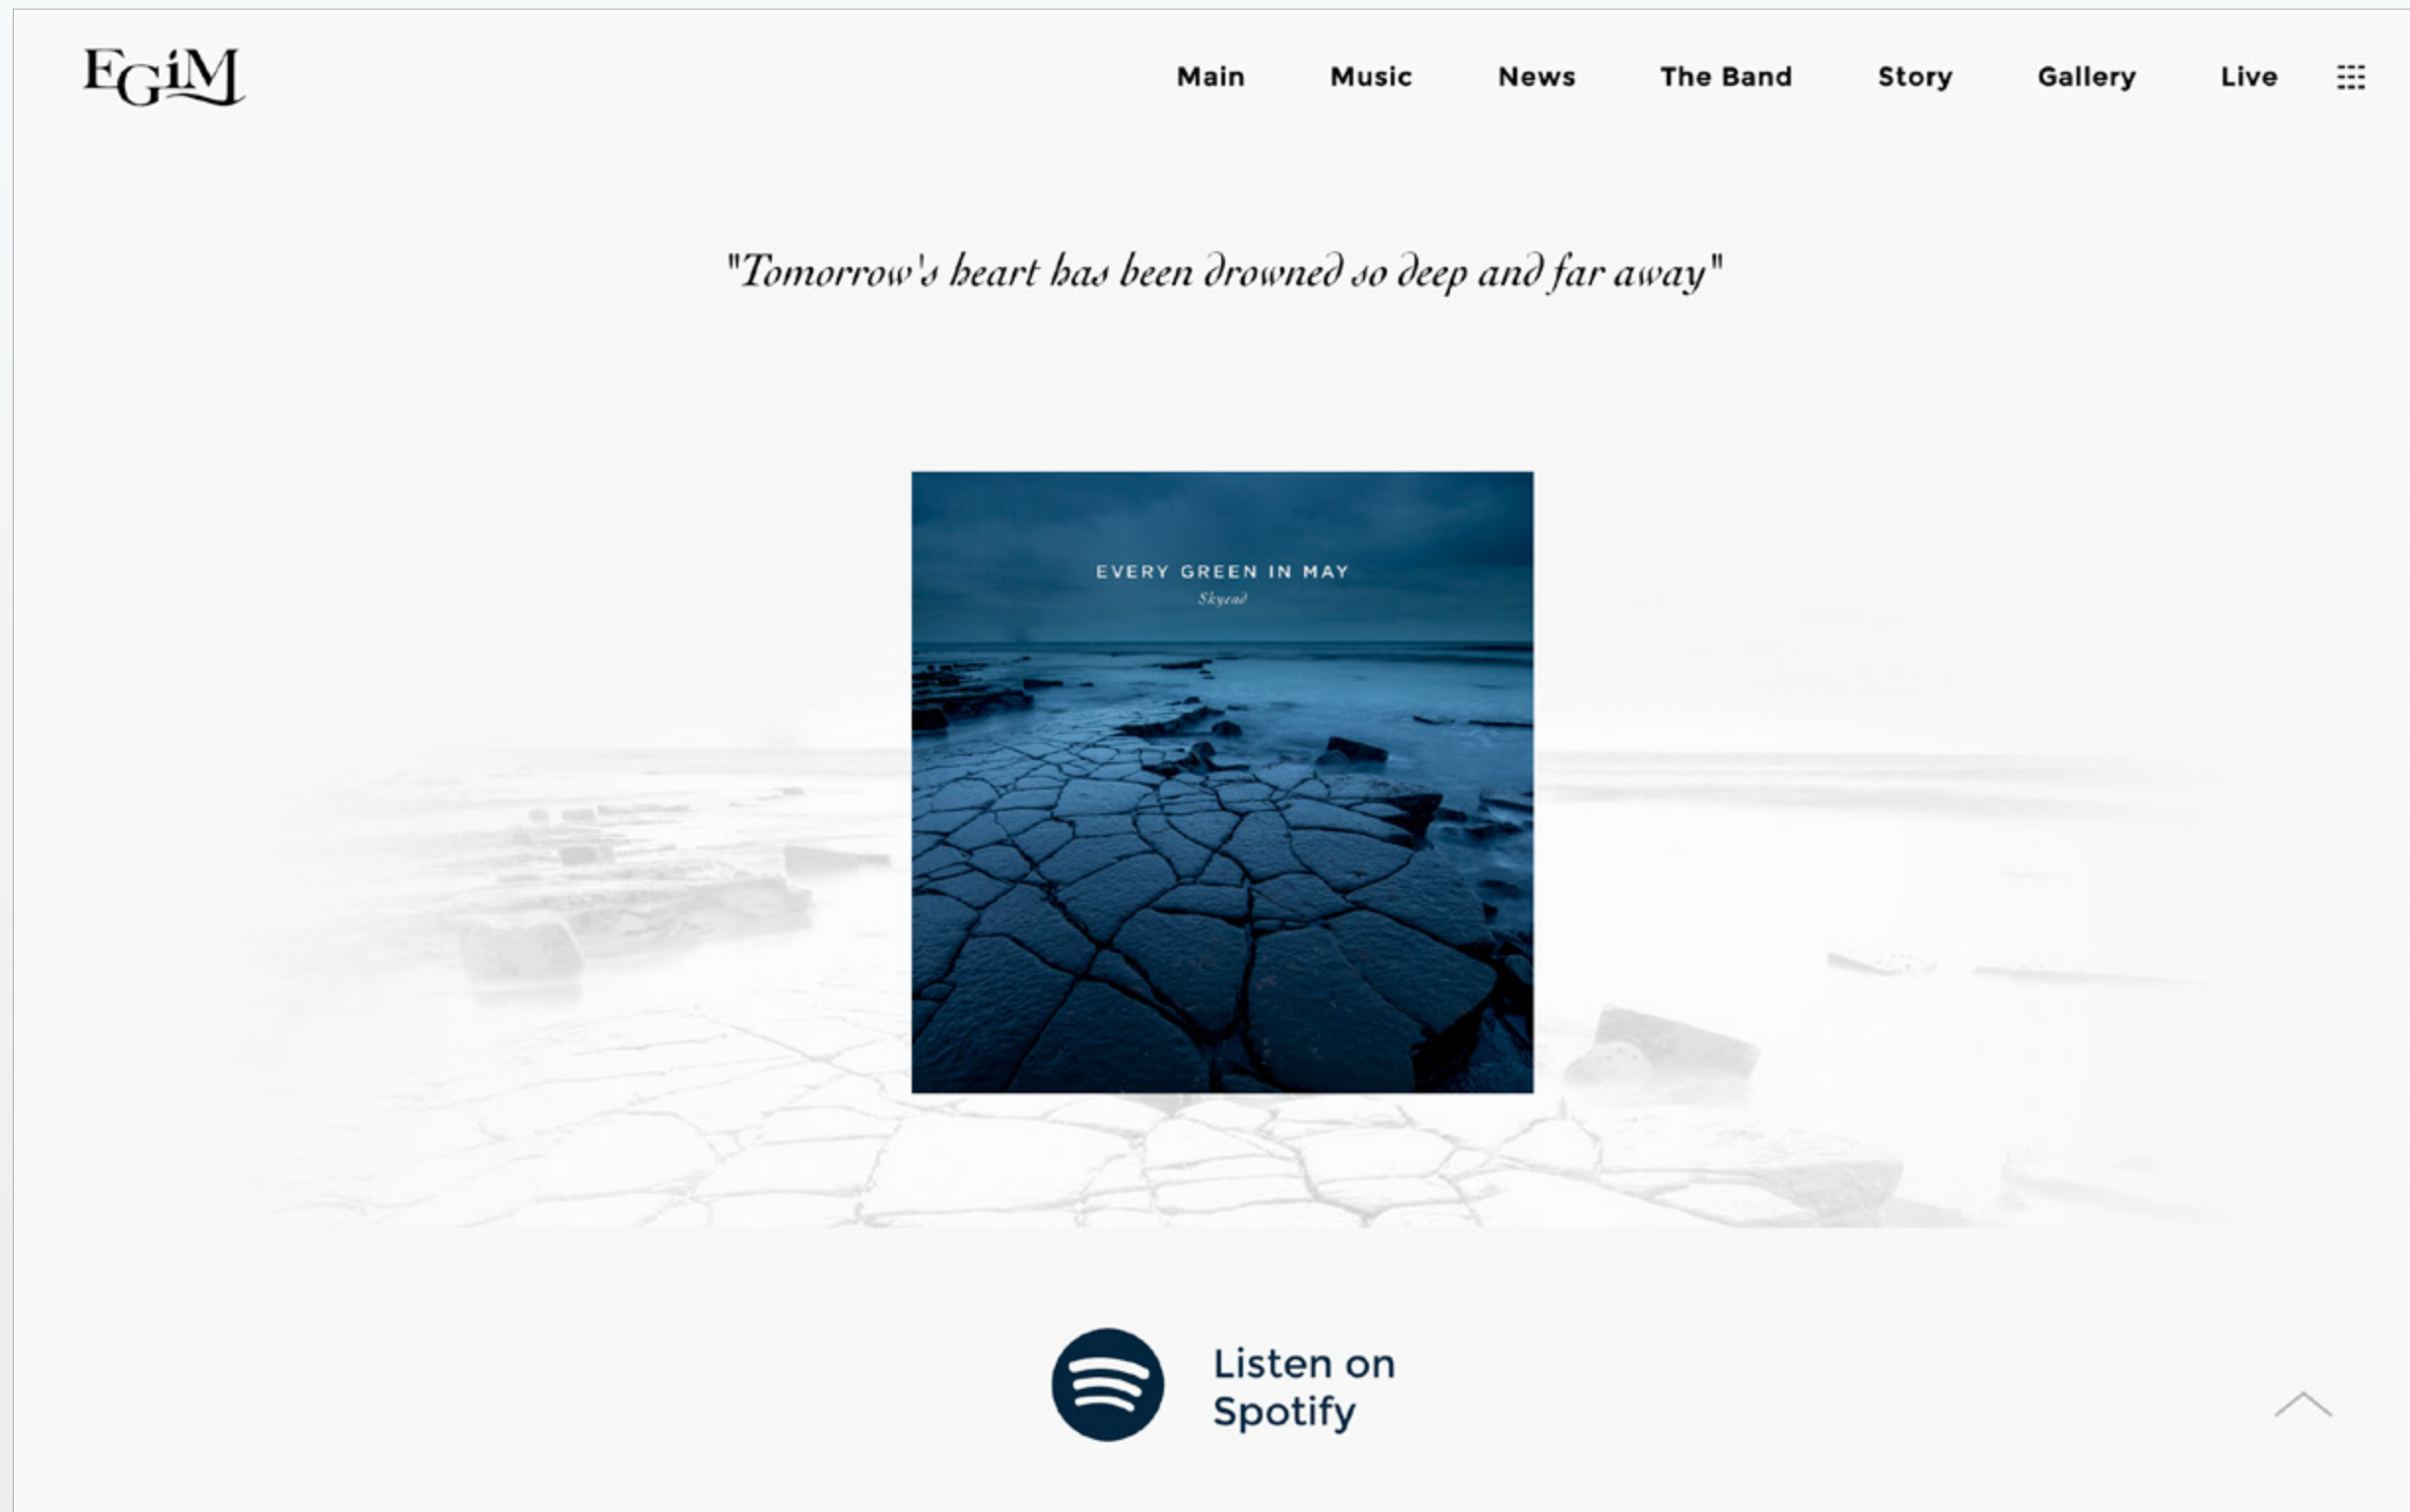 EGiM
Main Music News The Band Story Gallery Live
"Tomorrow's heart has been drowned so deep and far away"
EVERY GREEN IN MAY
Skyend
Listen on
Spotify